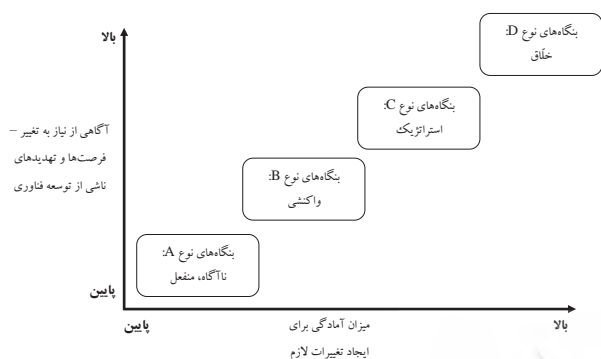 بالا
بنگاه‌های نوع D:
خلّاق
بنگاه‌های نوع C:
استراتژیک
آگاهی از نیاز به تغییر –
فرصت‌ها و تهدیدهای
ناشی از توسعه فناوری
بنگاه‌های نوع B:
واکنشی
بنگاه‌های نوع A:
ناآگاه، منفعل
پایین
پایین
میزان آمادگی برای
ایجاد تغییرات لازم
بالا